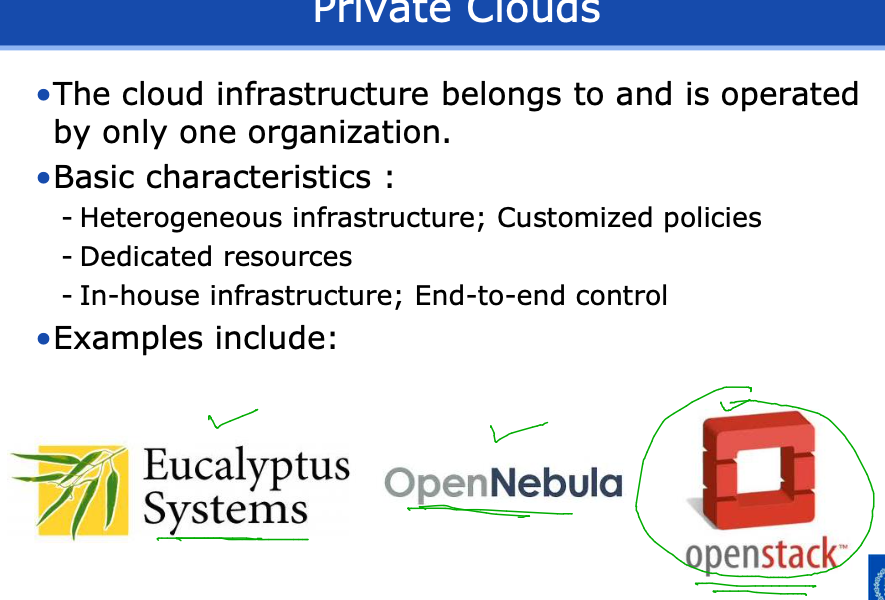 Private Clouds
•The cloud infrastructure belongs to and is operated
by only one organization.
•Basic characteristics :
- Heterogeneous infrastructure; Customized policies
- Dedicated resources
- In-house infrastructure; End-to-end control
•Examples include:
Eucalyptus
Systems
OpenNebula
openstack™